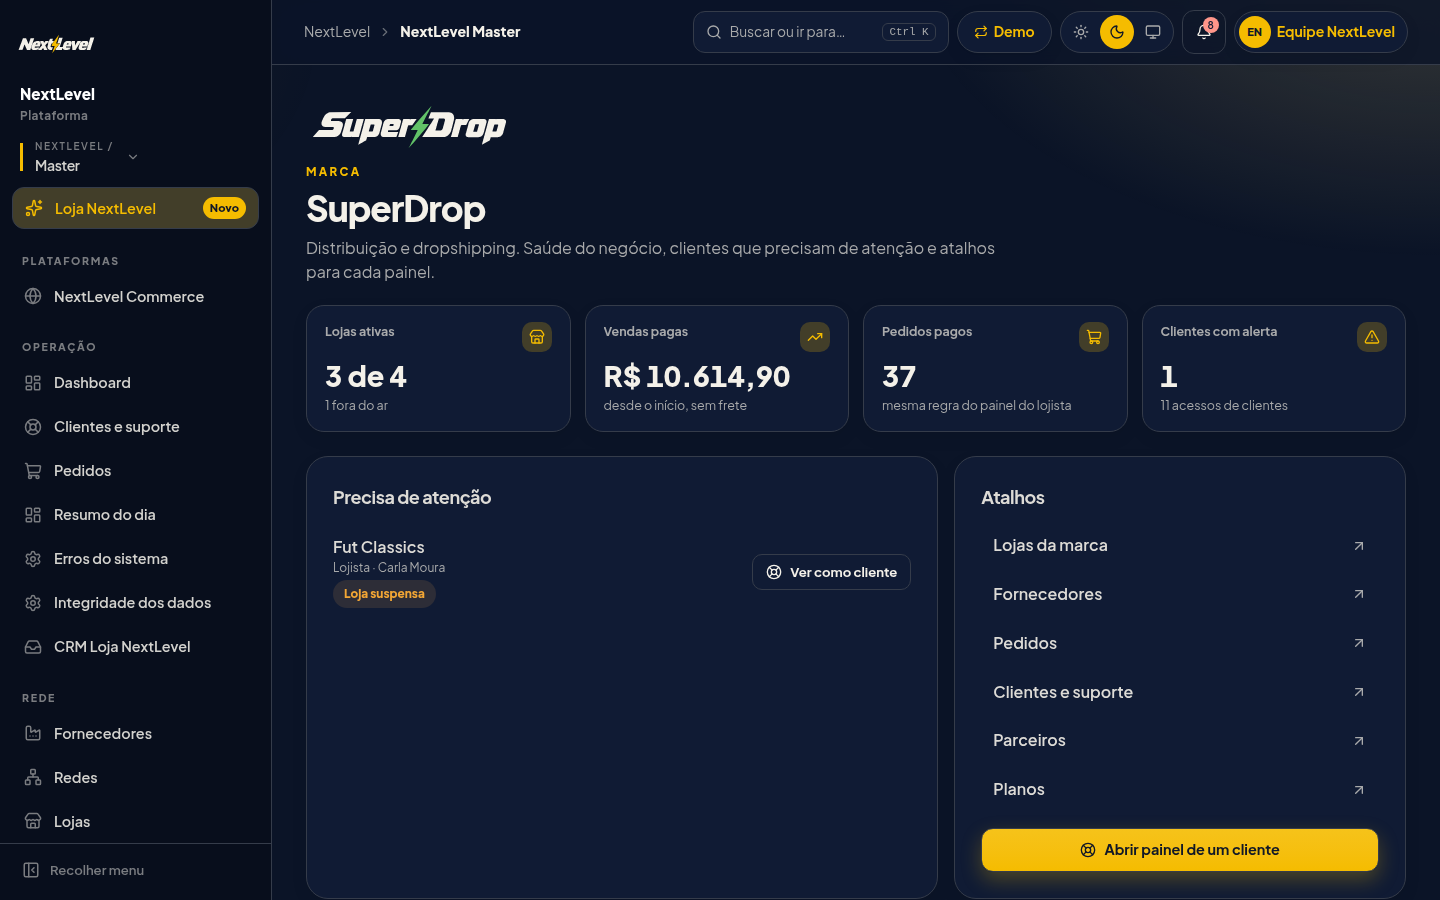 NextLevel
NextLevel
Plataforma
NEXTLEVEL /
Master
Loja NextLevel
Novo
PLATAFORMAS
NextLevel Commerce
OPERAÇÃO
Dashboard
Clientes e suporte
Pedidos
Resumo do dia
Erros do sistema
Integridade dos dados
CRM Loja NextLevel
REDE
Fornecedores
Redes
Lojas
Recolher menu
NextLevel > NextLevel Master
Buscar ou ir para...
Ctrl K
Demo
8
EN
Equipe NextLevel
SuperDrop
MARCA
SuperDrop
Distribuição e dropshipping. Saúde do negócio, clientes que precisam de atenção e atalhos
para cada painel.
Lojas ativas
3 de 4
1 fora do ar
Vendas pagas
R$ 10.614,90
desde o início, sem frete
Pedidos pagos
37
mesma regra do painel do lojista
Clientes com alerta
1
11 acessos de clientes
Precisa de atenção
Fut Classics
Lojista · Carla Moura
Loja suspensa
Ver como cliente
Atalhos
Lojas da marca
Fornecedores
Pedidos
Clientes e suporte
Parceiros
Planos
Abrir painel de um cliente